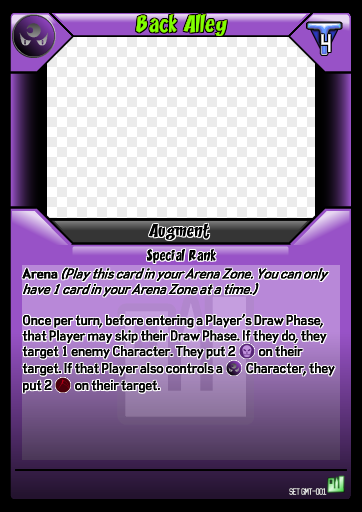 Back Alley
4
Augment
Special Rank
Arena (Play this card in your Arena Zone. You can only
have 1 card in your Arena Zone at a time.)
Once per turn, before entering a Player's Draw Phase,
that Player may skip their Draw Phase. If they do, they
target 1 enemy Character. They put 2 on their
target. If that Player also controls a Character, they
put 2 on their target.
SET GMT-001